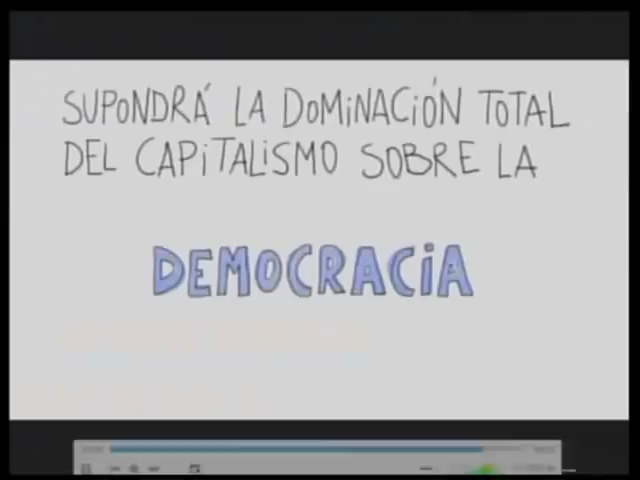 SUPONDRÁ LA DOMINACIÓN TOTAL
DEL CAPITALISMO SOBRE LA
DEMOCRACIA